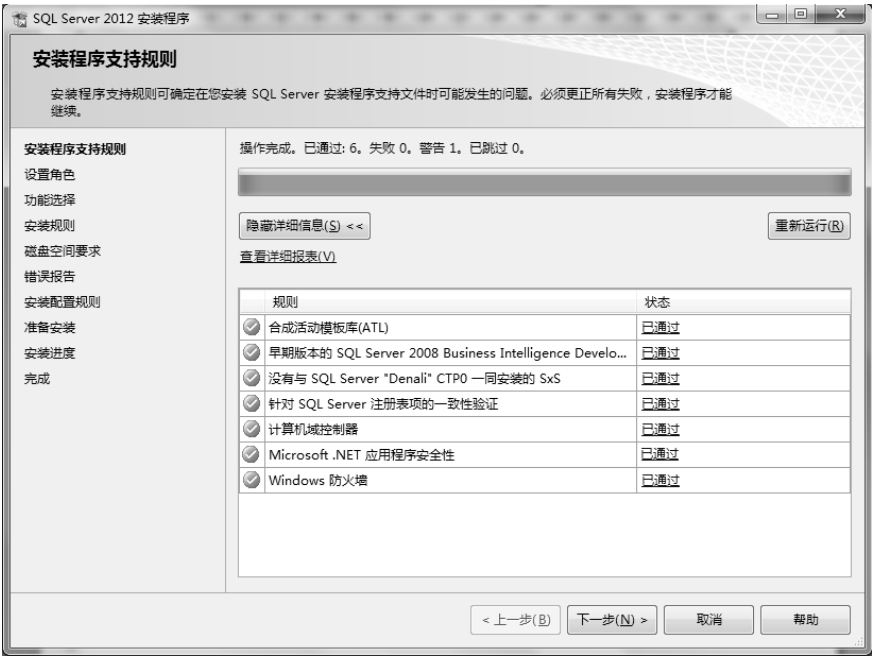 SQL Server 2012 安装程序
安装程序支持规则
安装程序支持规则可确定在您安装 SQL Server 安装程序支持文件时可能发生的问题。必须更正所有失败，安装程序才能
继续。
安装程序支持规则
设置角色
功能选择
安装规则
磁盘空间要求
错误报告
安装配置规则
准备安装
安装进度
完成
操作完成。已通过: 6。失败 0。警告 1。已跳过 0。
隐藏详细信息(S) <<
重新运行(R)
查看详细报表(V)
规则 状态
合成活动模板库(ATL) 已通过
早期版本的 SQL Server 2008 Business Intelligence Develo... 已通过
没有与 SQL Server "Denali" CTP0 一同安装的 SxS 已通过
针对 SQL Server 注册表项的一致性验证 已通过
计算机域控制器 已通过
Microsoft .NET 应用程序安全性 已通过
Windows 防火墙 已通过
< 上一步(B) 下一步(N) > 取消 帮助